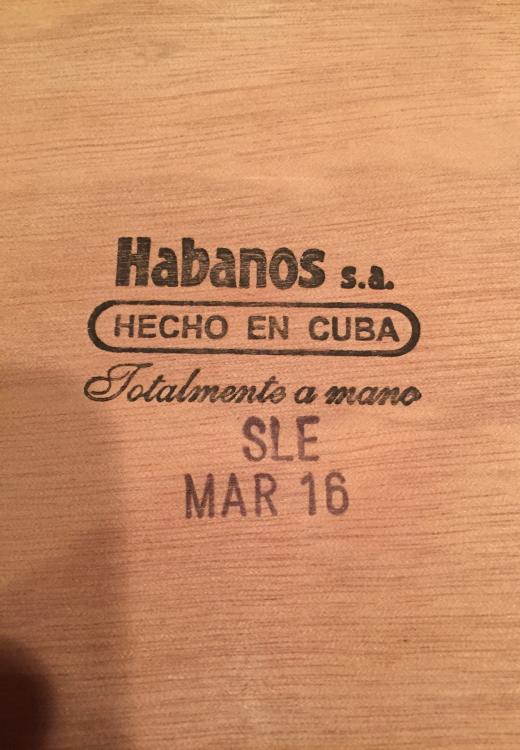 Habanos s.a.
HECHO EN CUBA
Totalmente a mano
SLE
MAR 16